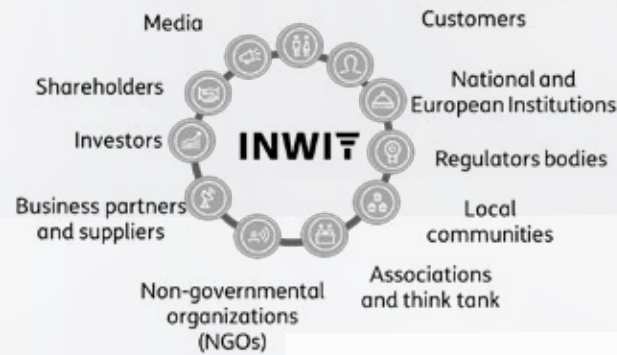 Media
Customers
Shareholders
National and
European Institutions
Investors
INWIT
Regulators bodies
Business partners
and suppliers
Local
communities
Associations
and think tank
Non-governmental
organizations
(NGOs)